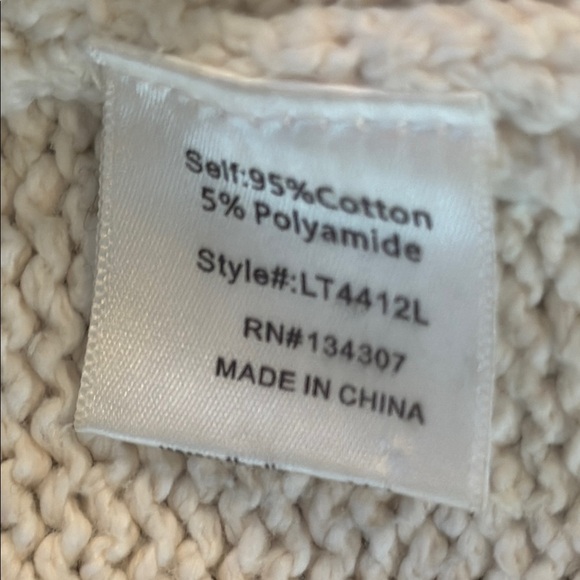 Self:95%Cotton
5% Polyamide
Style#:LT4412L
RN#134307
MADE IN CHINA